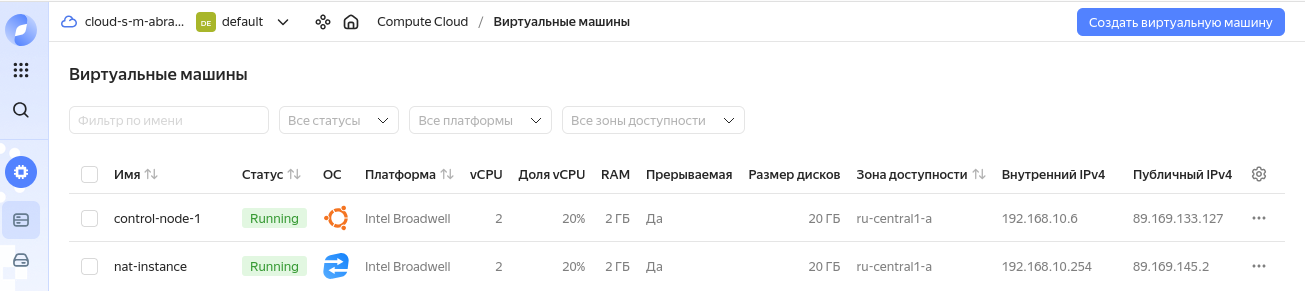 cloud-s-m-abra... DE default Compute Cloud / Виртуальные машины Создать виртуальную машину
Виртуальные машины
Фильтр по имени Все статусы Все платформы Все зоны доступности
Имя Статус ОС Платформа vCPU Доля vCPU RAM Прерываемая Размер дисков Зона доступности Внутренний IPv4 Публичный IPv4
control-node-1 Running Intel Broadwell 2 20% 2 ГБ Да 20 ГБ ru-central1-a 192.168.10.6 89.169.133.127
nat-instance Running Intel Broadwell 2 20% 2 ГБ Да 20 ГБ ru-central1-a 192.168.10.254 89.169.145.2